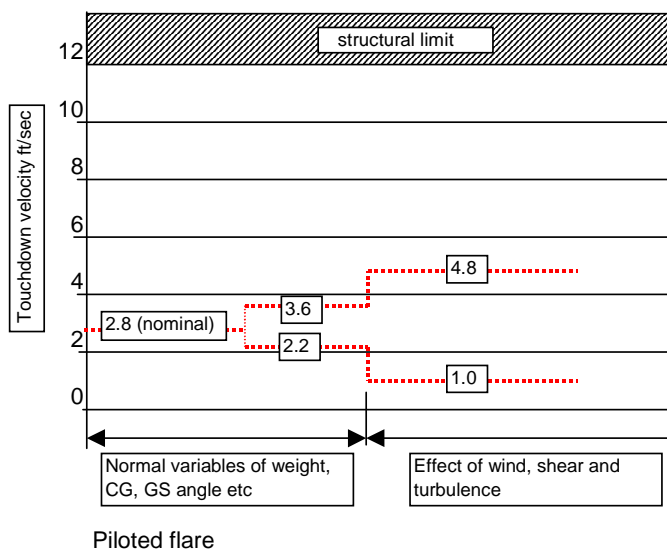 structural limit
12
10
8
6
4
2
0
Touchdown velocity ft/sec
4.8
3.6
2.8 (nominal)
2.2
1.0
Normal variables of weight,
CG, GS angle etc
Effect of wind, shear and
turbulence
Piloted flare